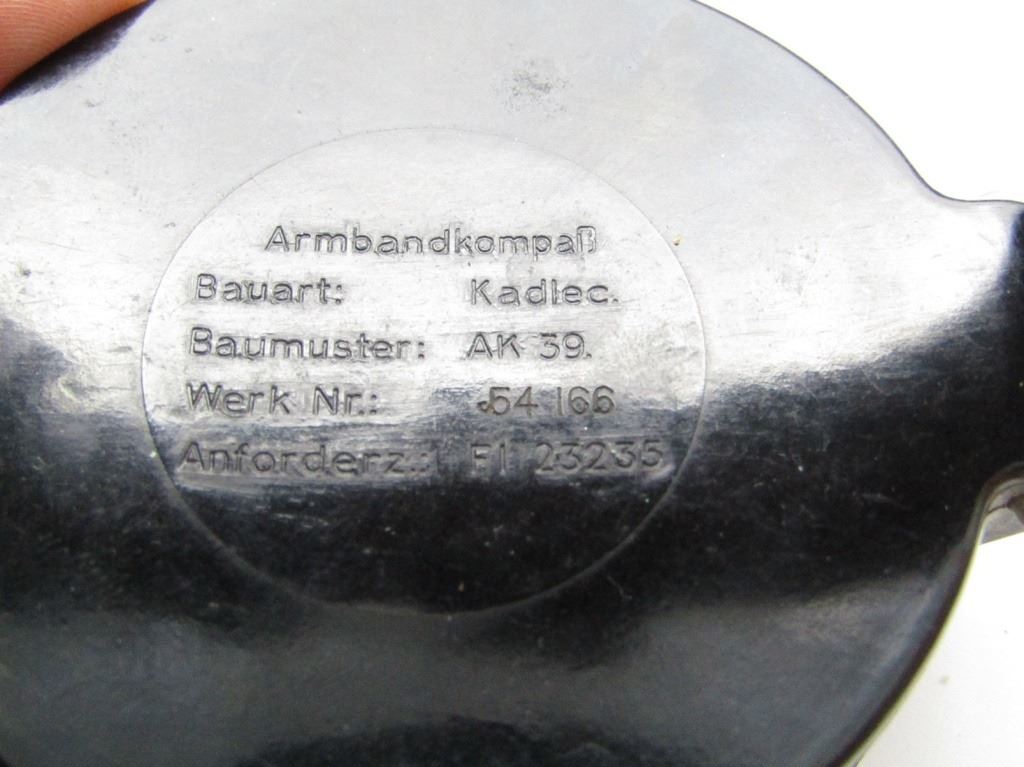 Armbandkompaß
Bauart: Kadlec.
Baumuster: AK 39.
Werk Nr.: 54 166
Anforderz.: Fl 23235